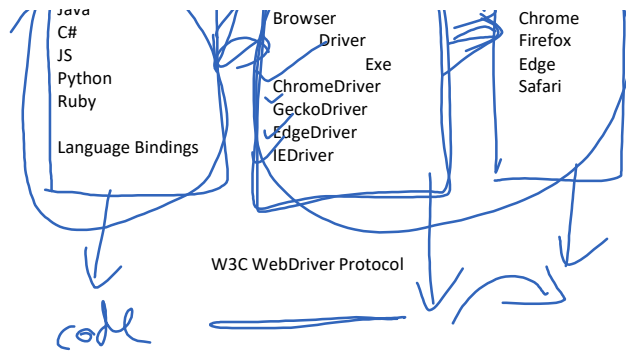 Java
C#
JS
Python
Ruby
Language Bindings
Browser
Driver
Exe
ChromeDriver
GeckoDriver
EdgeDriver
IEDriver
Chrome
Firefox
Edge
Safari
W3C WebDriver Protocol
code